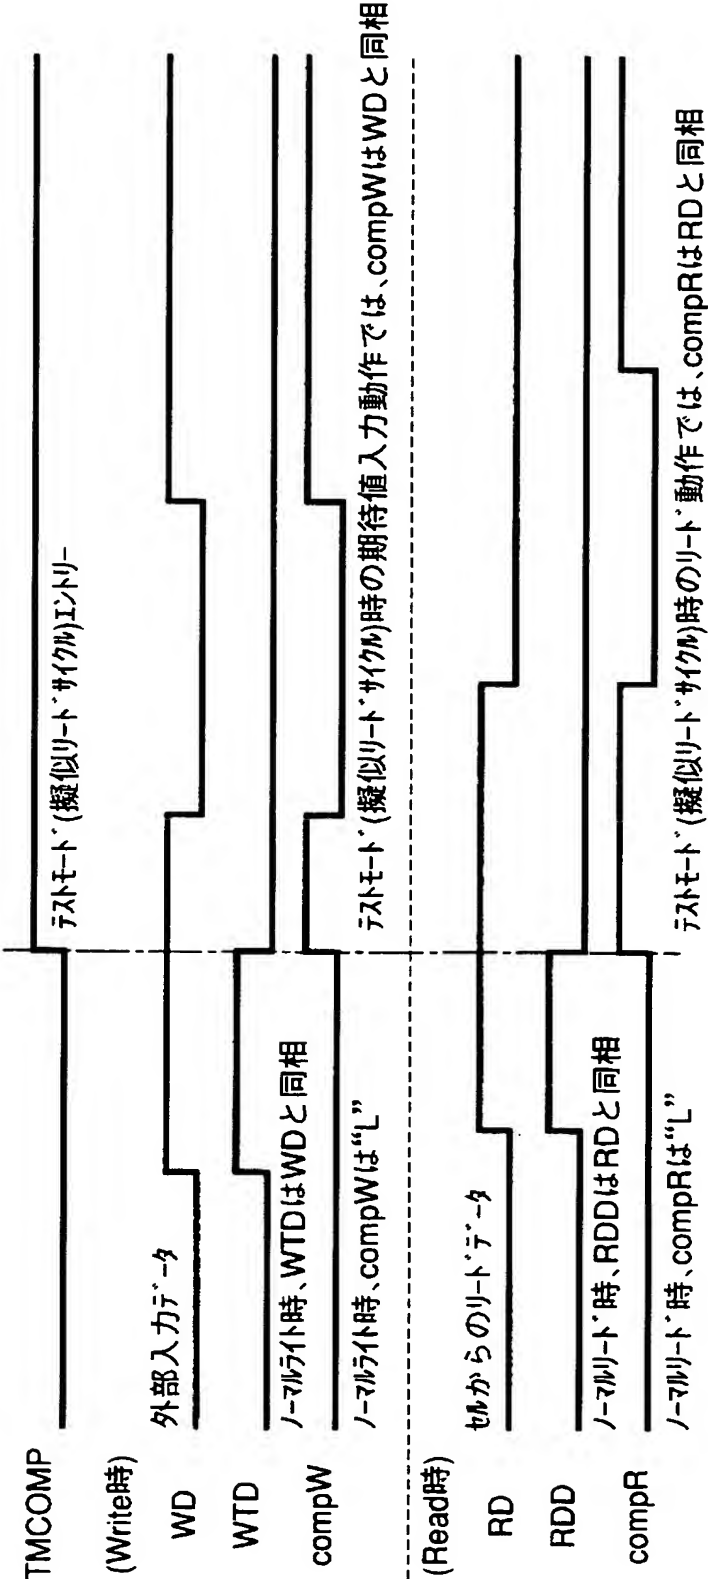 TMCOMP
テストモード(擬似リードサイクル)エントリー
(Write時)
外部入力データ
WD
WTD
ノーマルライト時、WTDはWDと同相
compW
ノーマルライト時、compWは“L”
テストモード(擬似リードサイクル)時の期待値入力動作では、compWはWDと同相
(Read時)
セルからのリードデータ
RD
RDD
ノーマルリード時、RDDはRDと同相
compR
ノーマルリード時、compRは“L”
テストモード(擬似リードサイクル)時のリード動作では、compRはRDと同相